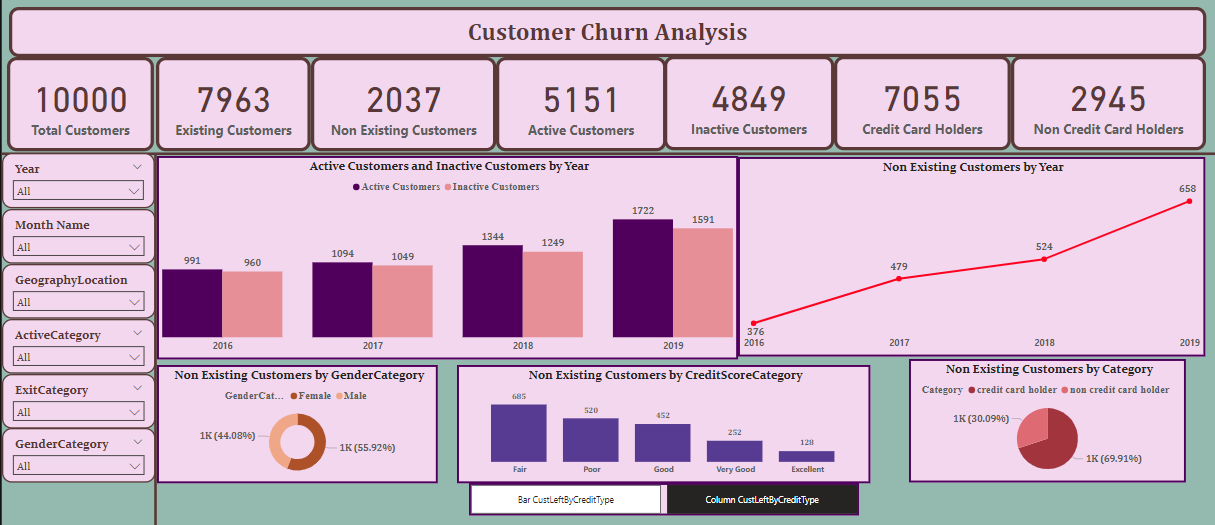 Customer Churn Analysis
10000
Total Customers
7963
Existing Customers
2037
Non Existing Customers
5151
Active Customers
4849
Inactive Customers
7055
Credit Card Holders
2945
Non Credit Card Holders
Year
All
Month Name
All
GeographyLocation
All
ActiveCategory
All
ExitCategory
All
GenderCategory
All
Active Customers and Inactive Customers by Year
Active Customers Inactive Customers
991 960 1094 1049 1344 1249 1722 1591
2016 2017 2018 2019
Non Existing Customers by Year
376 479 524 658
2016 2017 2018 2019
Non Existing Customers by GenderCategory
GenderCat... Female Male
1K (44.08%)
1K (55.92%)
Non Existing Customers by CreditScoreCategory
685 520 452 252 128
Fair Poor Good Very Good Excellent
Bar CustLeftByCreditType
Column CustLeftByCreditType
Non Existing Customers by Category
Category credit card holder non credit card holder
1K (30.09%)
1K (69.91%)